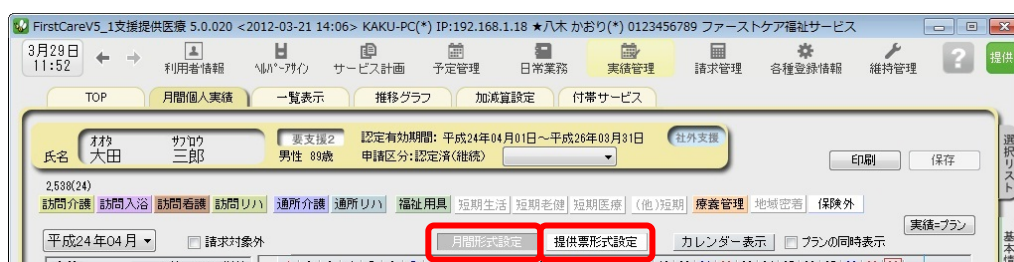 FirstCareV5_1支援提供医療 5.0.020 <2012-03-21 14:06> KAKU-PC(*) IP:192.168.1.18 ★八木 かおり(*) 0123456789 ファーストケア福祉サービス
3月29日 利用者情報 ﾍﾙﾊﾟｰｱｻｲﾝ サービス計画 予定管理 日常業務 実績管理 請求管理 各種登録情報 維持管理 ? 提供
11:52
TOP 月間個人実績 一覧表示 推移グラフ 加減算設定 付帯サービス
ｵｵﾀ ｻﾌﾞﾛｳ 要支援2 認定有効期間: 平成24年04月01日～平成26年03月31日 社外支援
氏名 大田 三郎 男性 89歳 申請区分:認定済(継続) 印刷 保存
選択リスト
2,538(24)
訪問介護 訪問入浴 訪問看護 訪問リハ 通所介護 通所リハ 福祉用具 短期生活 短期老健 短期医療 (他)短期 療養管理 地域密着 保険外
実績=プラン
平成24年04月 請求対象外 月間形式設定 提供票形式設定 カレンダー表示 プランの同時表示
基本情